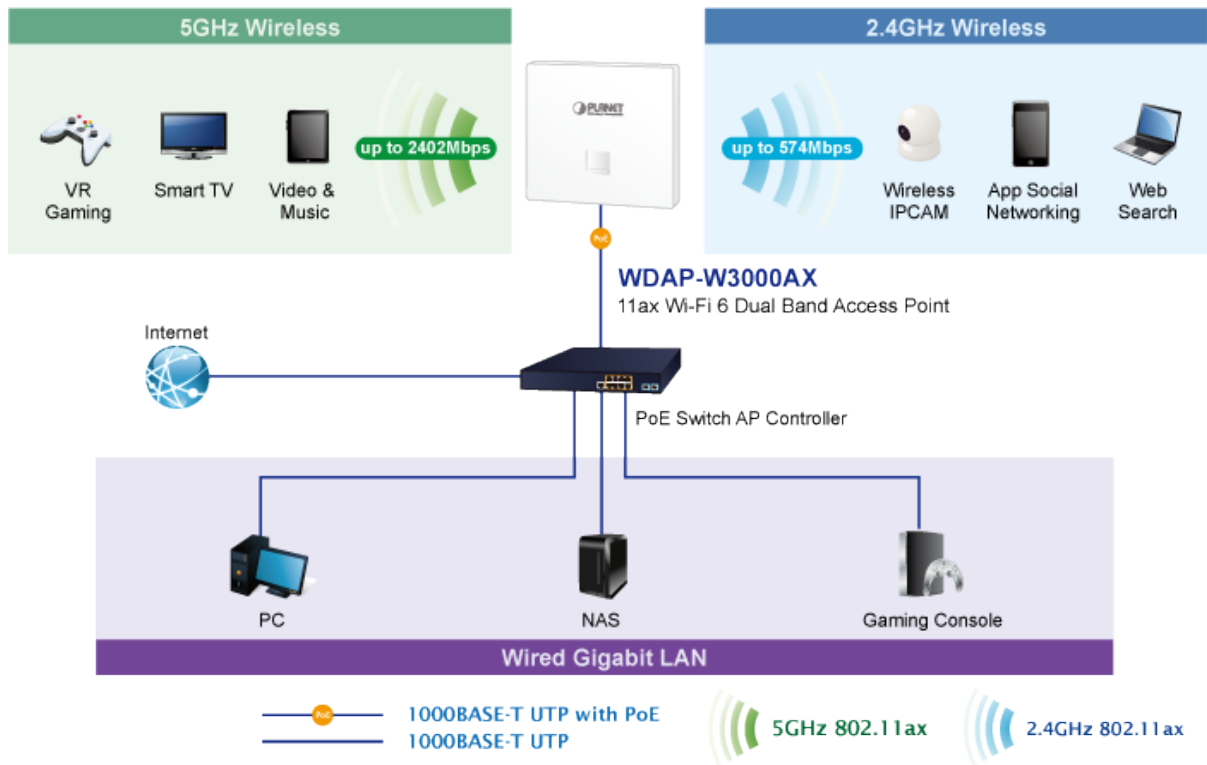 5GHz Wireless
2.4GHz Wireless
PLANET
up to 2402Mbps
up to 574Mbps
VR
Gaming
Smart TV
Video &
Music
Wireless
IPCAM
App Social
Networking
Web
Search
PoE
WDAP-W3000AX
11ax Wi-Fi 6 Dual Band Access Point
Internet
PoE Switch AP Controller
PC
NAS
Gaming Console
Wired Gigabit LAN
PoE
1000BASE-T UTP with PoE
1000BASE-T UTP
5GHz 802.11ax
2.4GHz 802.11ax